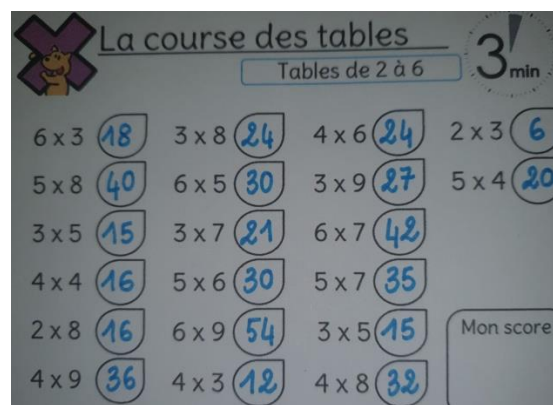 La course des tables
Tables de 2 à 6
3 min
6 x 3 18 3 x 8 24 4 x 6 24 2 x 3 6
5 x 8 40 6 x 5 30 3 x 9 27 5 x 4 20
3 x 5 15 3 x 7 21 6 x 7 42
4 x 4 16 5 x 6 30 5 x 7 35
2 x 8 16 6 x 9 54 3 x 5 15 Mon score
4 x 9 36 4 x 3 12 4 x 8 32